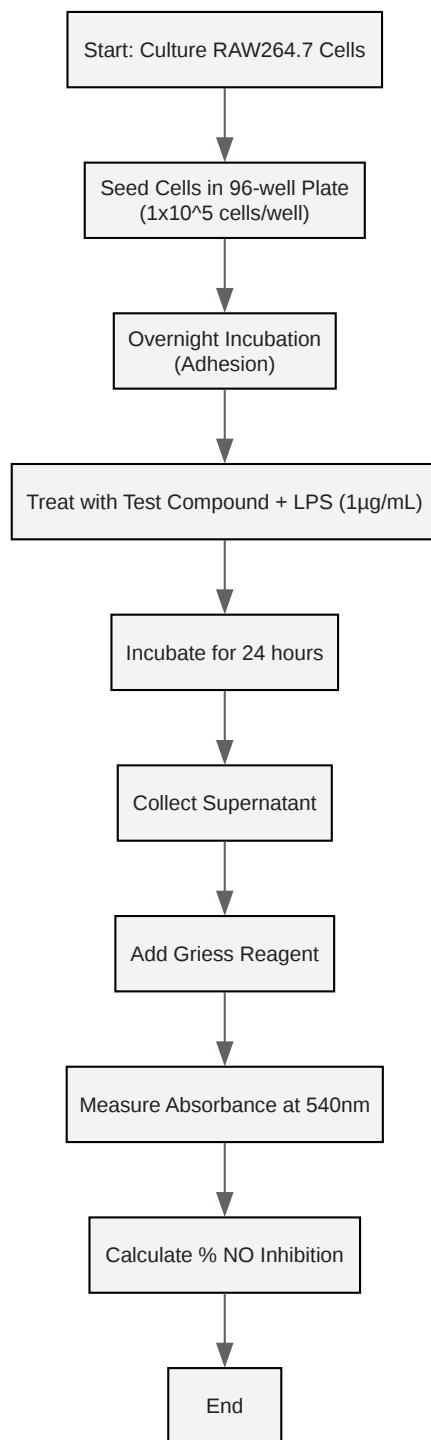 Start: Culture RAW264.7 Cells
Seed Cells in 96-well Plate
(1x10^5 cells/well)
Overnight Incubation
(Adhesion)
Treat with Test Compound + LPS (1µg/mL)
Incubate for 24 hours
Collect Supernatant
Add Griess Reagent
Measure Absorbance at 540nm
Calculate % NO Inhibition
End